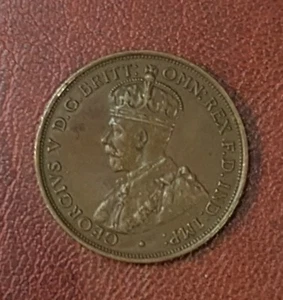 GEORGIVS V D.G. BRITT: OMN: REX F.D. IND: IMP: